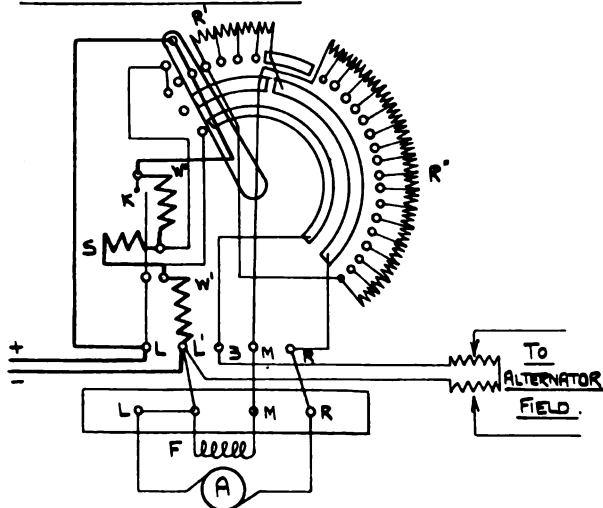 R'
R"
W"
K
S
W'
+
L L' 3 M R
−
TO
ALTERNATOR
FIELD.
L M R
F
A